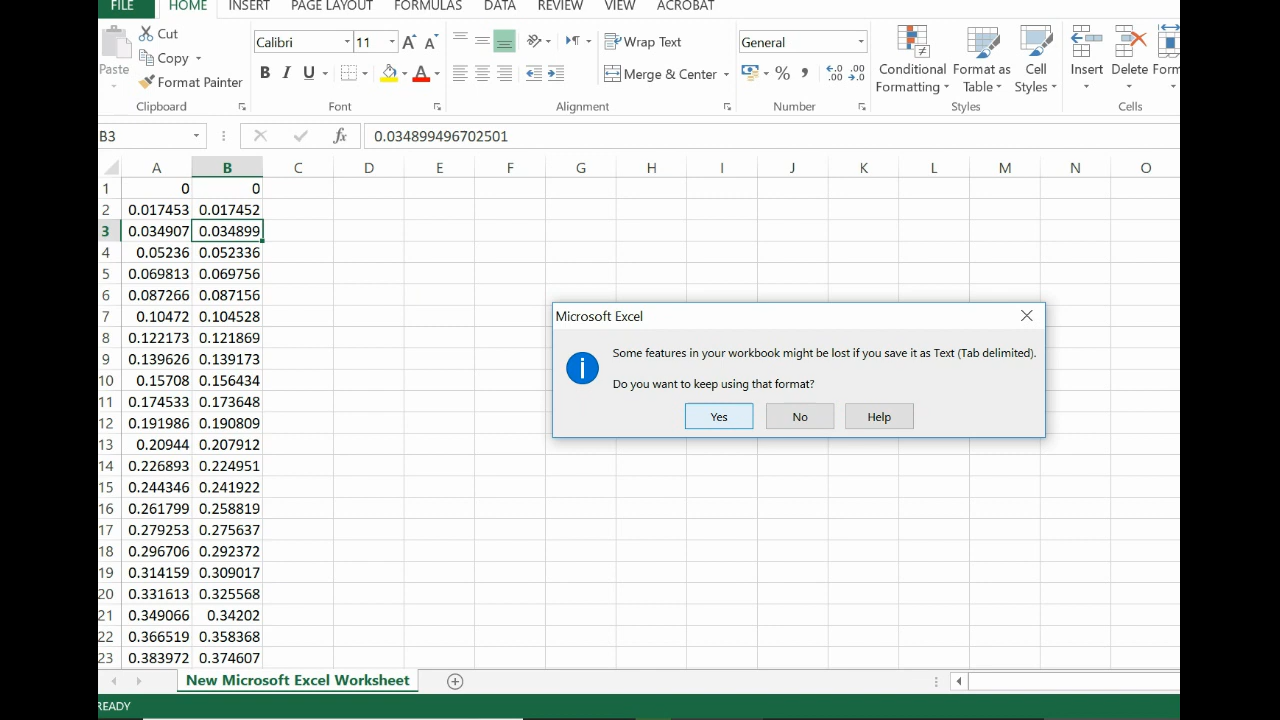 FILE HOME INSERT PAGE LAYOUT FORMULAS DATA REVIEW VIEW ACROBAT
Cut
Calibri 11
Wrap Text
General
Copy
Paste
Format Painter
Merge & Center
Conditional Formatting
Format as Table
Cell Styles
Insert
Delete
Clipboard Font Alignment Number Styles Cells
B3 fx 0.034899496702501
A B C D E F G H I J K L M N O
1 0 0
2 0.017453 0.017452
3 0.034907 0.034899
4 0.05236 0.052336
5 0.069813 0.069756
6 0.087266 0.087156
7 0.10472 0.104528
8 0.122173 0.121869
9 0.139626 0.139173
10 0.15708 0.156434
11 0.174533 0.173648
12 0.191986 0.190809
13 0.20944 0.207912
14 0.226893 0.224951
15 0.244346 0.241922
16 0.261799 0.258819
17 0.279253 0.275637
18 0.296706 0.292372
19 0.314159 0.309017
20 0.331613 0.325568
21 0.349066 0.34202
22 0.366519 0.358368
23 0.383972 0.374607
Microsoft Excel
Some features in your workbook might be lost if you save it as Text (Tab delimited).
Do you want to keep using that format?
Yes No Help
New Microsoft Excel Worksheet
READY